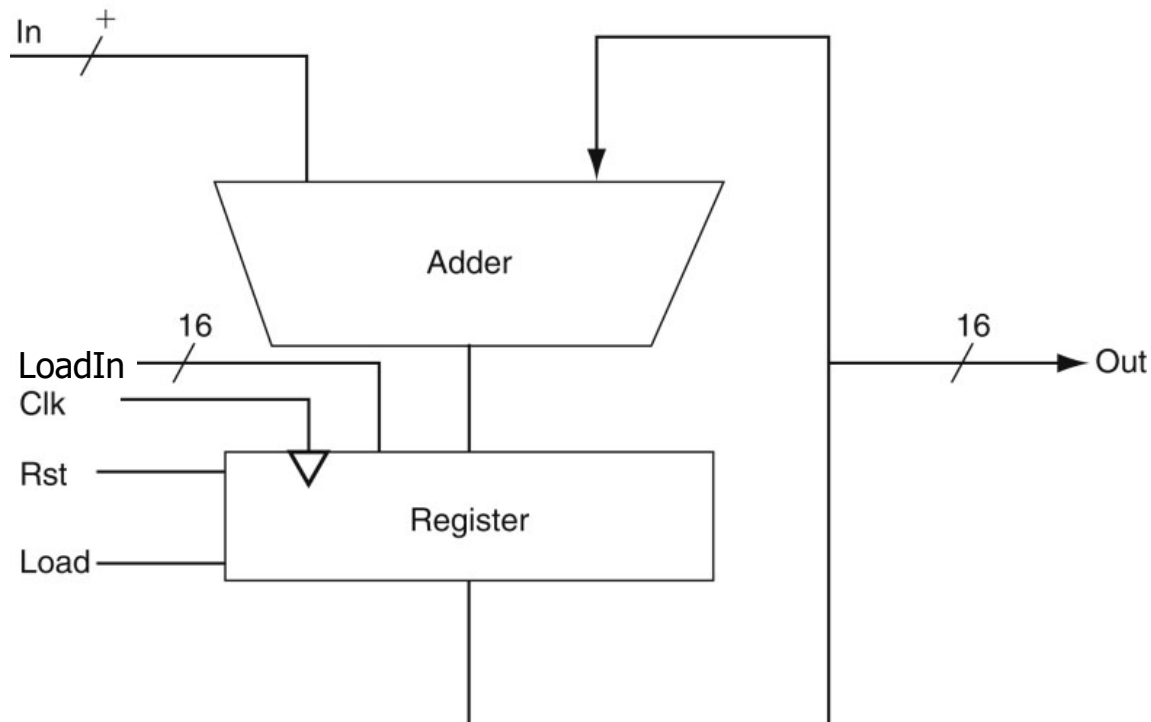 +
In
Adder
16
LoadIn
16
Out
Clk
Rst
Register
Load